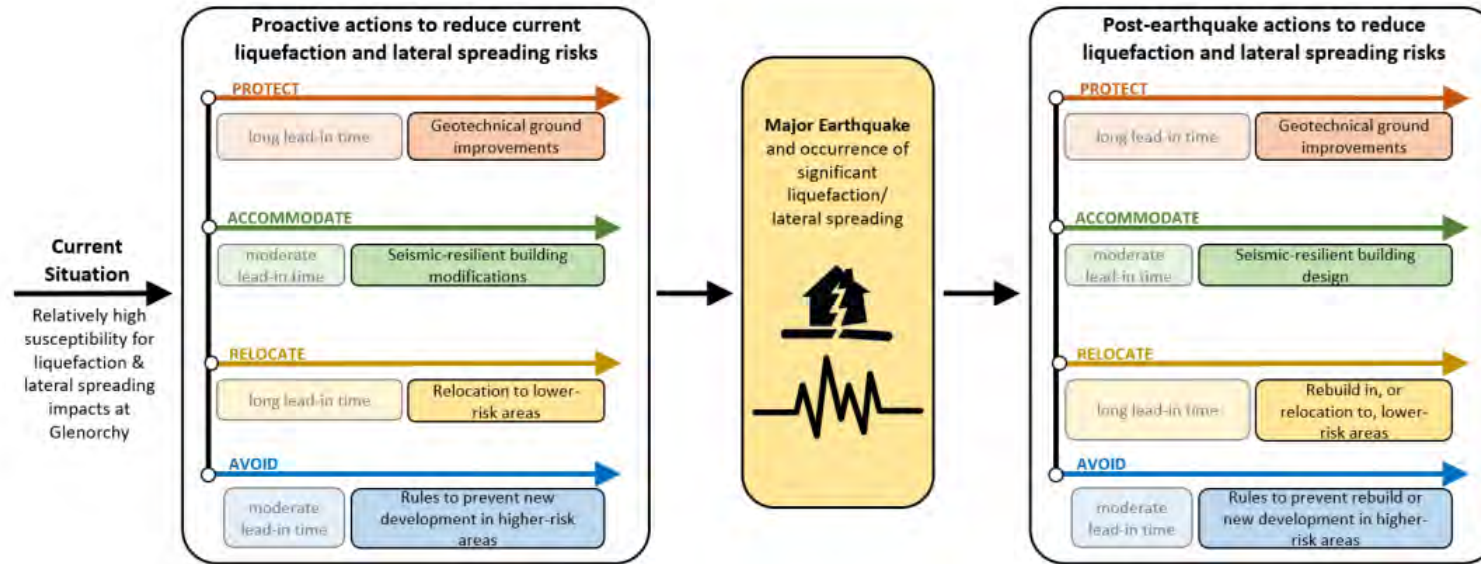 Current
Situation
Relatively high
susceptibility for
liquefaction &
lateral spreading
impacts at
Glenorchy
Proactive actions to reduce current
liquefaction and lateral spreading risks
PROTECT
long lead-in time
Geotechnical ground
improvements
ACCOMMODATE
moderate
lead-in time
Seismic-resilient building
modifications
RELOCATE
long lead-in time
Relocation to lower-
risk areas
AVOID
moderate
lead-in time
Rules to prevent new
development in higher-risk
areas
Major Earthquake
and occurrence of
significant
liquefaction/
lateral spreading
Post-earthquake actions to reduce
liquefaction and lateral spreading risks
PROTECT
long lead-in time
Geotechnical ground
improvements
ACCOMMODATE
moderate
lead-in time
Seismic-resilient building
design
RELOCATE
long lead-in time
Rebuild in, or
relocation to, lower-
risk areas
AVOID
moderate
lead-in time
Rules to prevent rebuild or
new development in higher-
risk areas